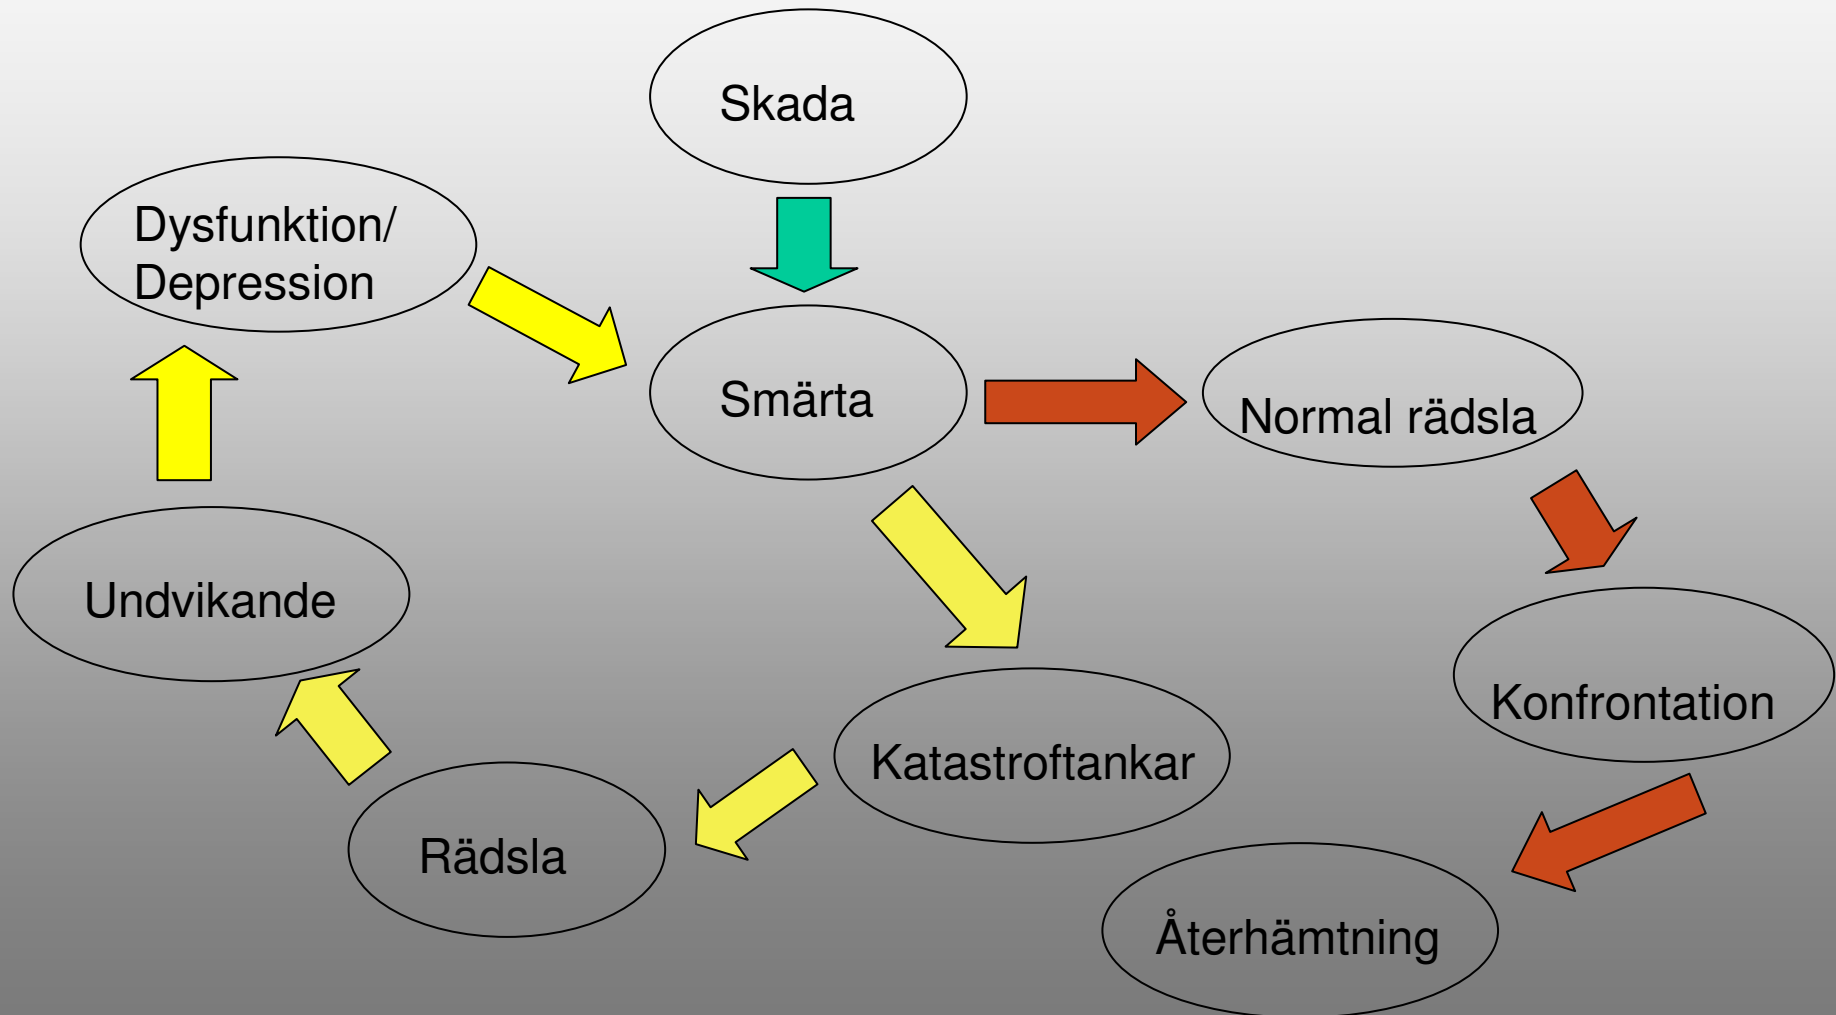 Skada
Dysfunktion/
Depression
Smärta
Normal rädsla
Undvikande
Konfrontation
Katastroftankar
Rädsla
Återhämtning